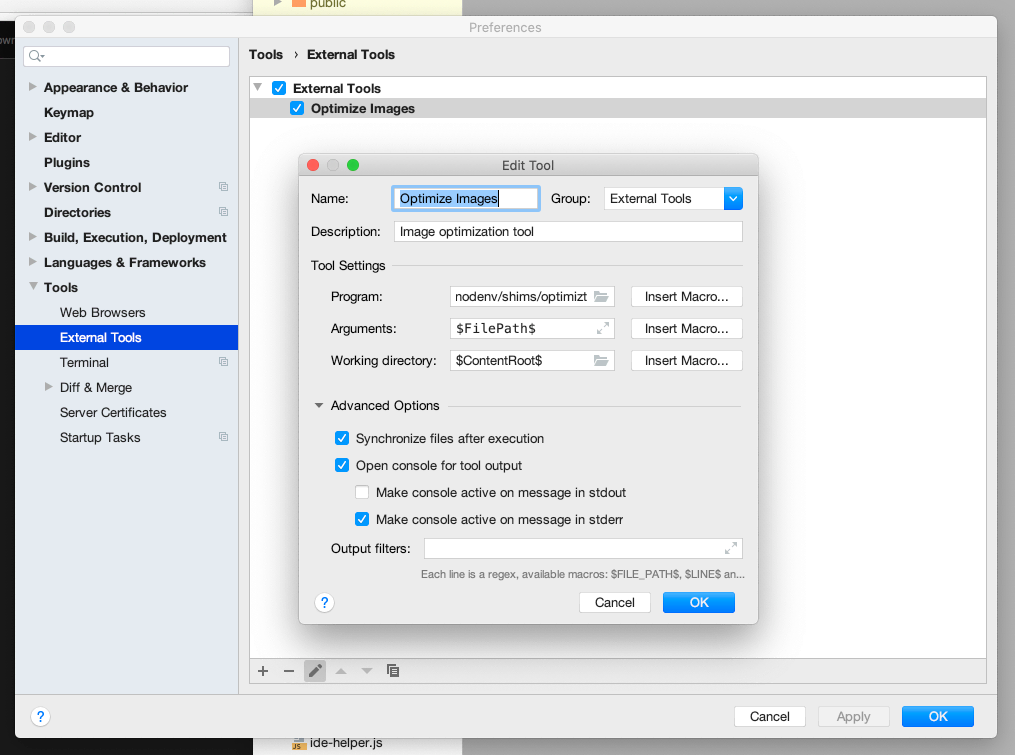 public
Preferences
Tools › External Tools
Appearance & Behavior
Keymap
Editor
Plugins
Version Control
Directories
Build, Execution, Deployment
Languages & Frameworks
Tools
Web Browsers
External Tools
Terminal
Diff & Merge
Server Certificates
Startup Tasks
External Tools
Optimize Images
Edit Tool
Name: Optimize Images Group: External Tools
Description: Image optimization tool
Tool Settings
Program: nodenv/shims/optimizt Insert Macro...
Arguments: $FilePath$ Insert Macro...
Working directory: $ContentRoot$ Insert Macro...
Advanced Options
Synchronize files after execution
Open console for tool output
Make console active on message in stdout
Make console active on message in stderr
Output filters:
Each line is a regex, available macros: $FILE_PATH$, $LINE$ an...
? Cancel OK
? Cancel Apply OK
JS ide-helper.js